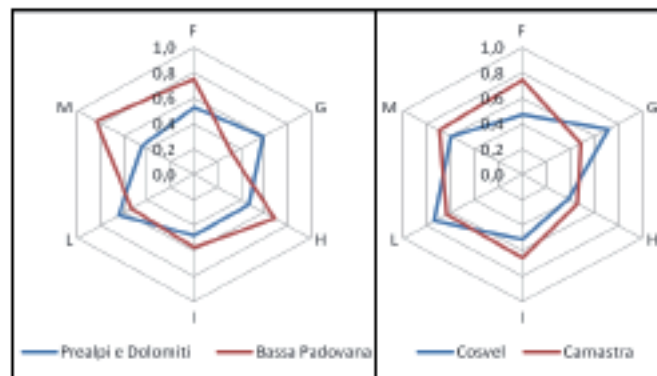 F
1,0
0,8
0,6
0,4
0,2
0,0
G
H
I
L
M
Prealpi e Dolomiti
Bassa Padovana
F
1,0
0,8
0,6
0,4
0,2
0,0
G
H
I
L
M
Cosvel
Camastra